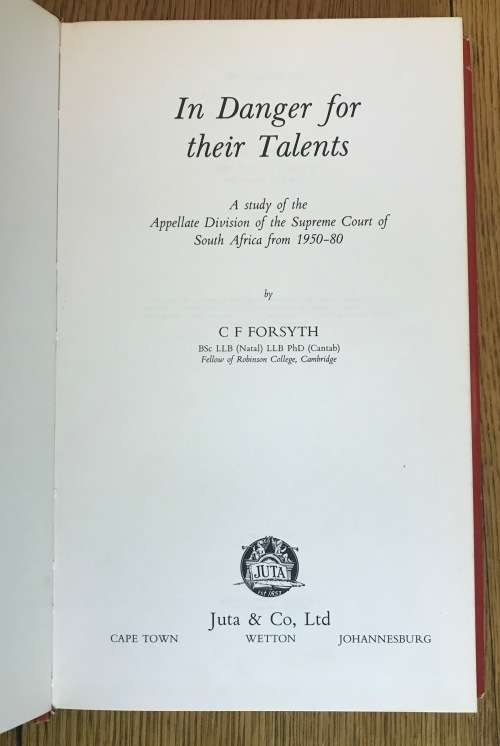 In Danger for
their Talents
A study of the
Appellate Division of the Supreme Court of
South Africa from 1950–80
by
C F FORSYTH
BSc LLB (Natal) LLB PhD (Cantab)
Fellow of Robinson College, Cambridge
JUTA
EST 1853
Juta & Co, Ltd
CAPE TOWN WETTON JOHANNESBURG